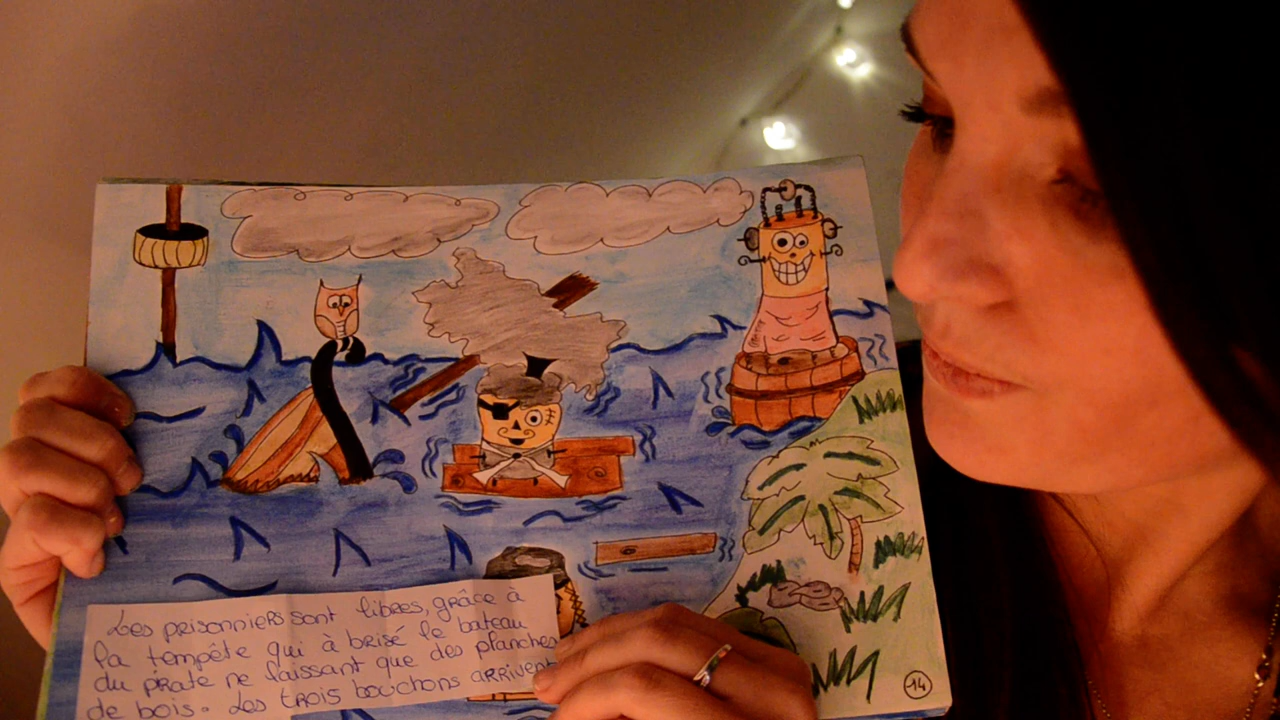 Les prisonniers sont libres, grâce à
la tempête qui à brisé le bateau
du pirate ne laissant que des planches
de bois. Les trois bouchons arrivent
14